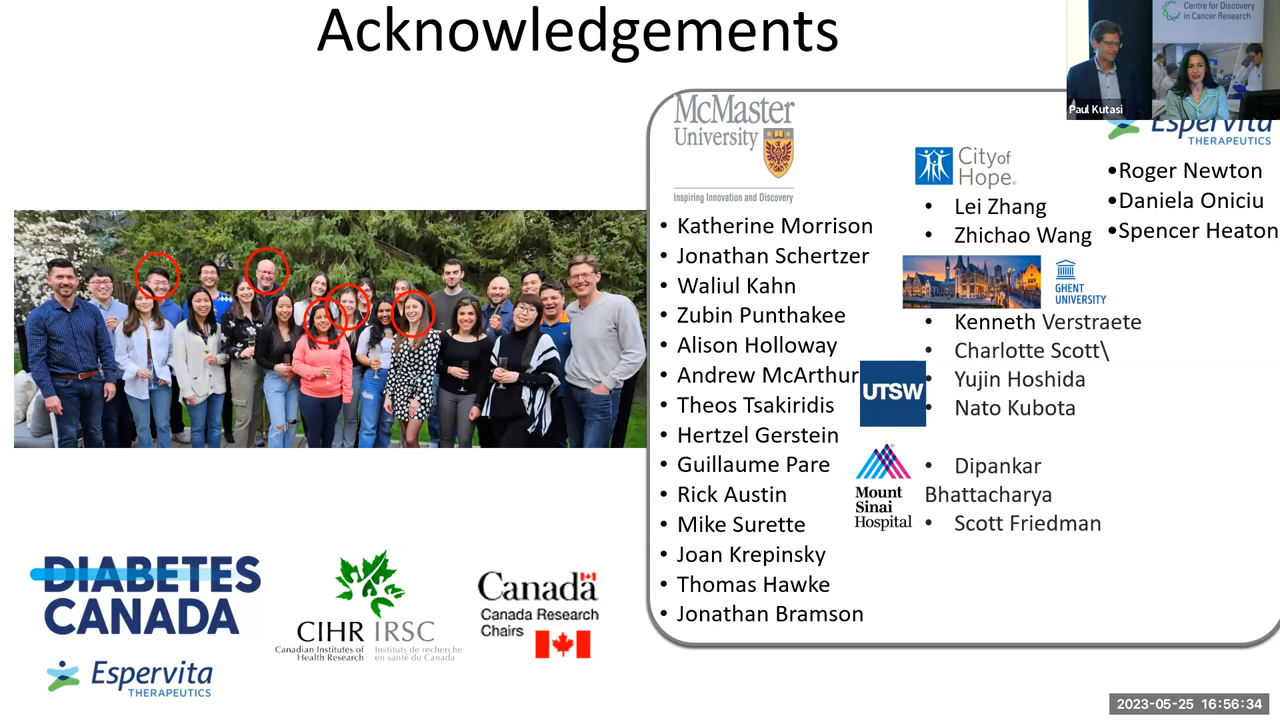 Acknowledgements
Centre for Discovery
in Cancer Research
Paul Kutasi
McMaster
University
Inspiring Innovation and Discovery
• Katherine Morrison
• Jonathan Schertzer
• Waliul Kahn
• Zubin Punthakee
• Alison Holloway
• Andrew McArthur
• Theos Tsakiridis
• Hertzel Gerstein
• Guillaume Pare
• Rick Austin
• Mike Surette
• Joan Krepinsky
• Thomas Hawke
• Jonathan Bramson
City of
Hope®
• Lei Zhang
• Zhichao Wang
GHENT
UNIVERSITY
• Kenneth Verstraete
• Charlotte Scott\
UTSW
• Yujin Hoshida
• Nato Kubota
Mount
Sinai
Hospital
• Dipankar
Bhattacharya
• Scott Friedman
Espervita
THERAPEUTICS
•Roger Newton
•Daniela Oniciu
•Spencer Heaton
DIABETES
CANADA
Espervita
THERAPEUTICS
CIHR IRSC
Canadian Institutes of
Health Research
Instituts de recherche
en santé du Canada
Canada
Canada Research
Chairs
2023-05-25 16:56:34